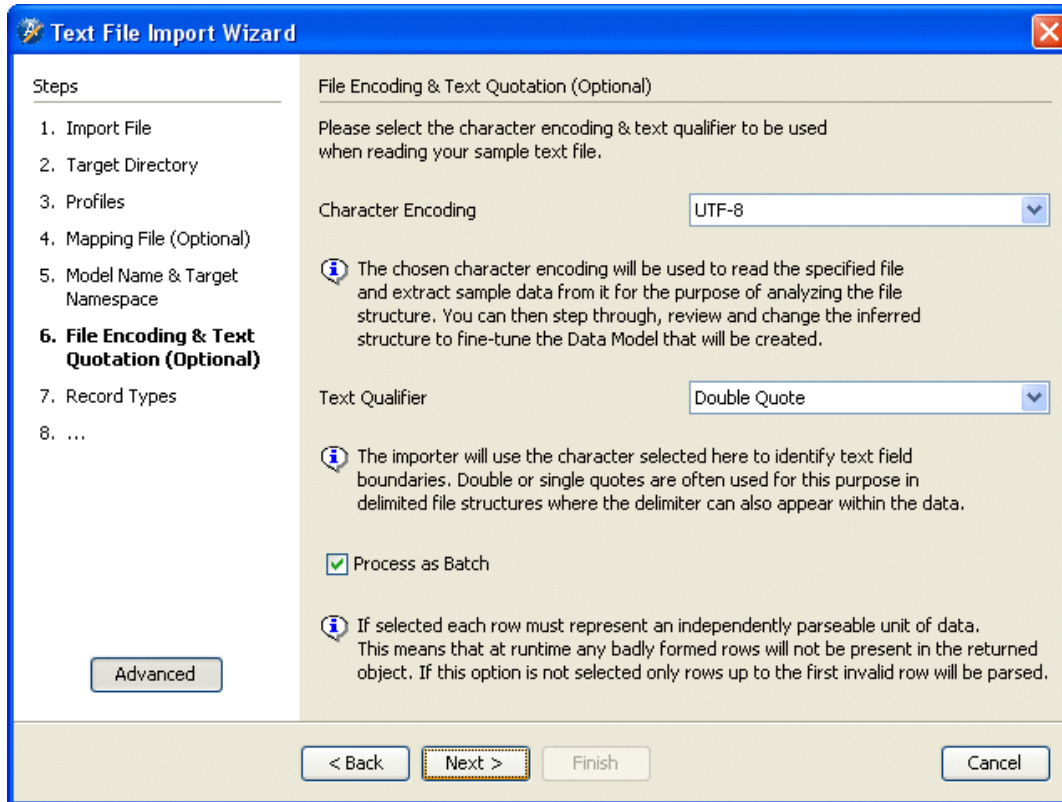 Text File Import Wizard
Steps
1. Import File
2. Target Directory
3. Profiles
4. Mapping File (Optional)
5. Model Name & Target
Namespace
6. File Encoding & Text
Quotation (Optional)
7. Record Types
8. ...
Advanced
File Encoding & Text Quotation (Optional)
Please select the character encoding & text qualifier to be used
when reading your sample text file.
Character Encoding
UTF-8
The chosen character encoding will be used to read the specified file
and extract sample data from it for the purpose of analyzing the file
structure. You can then step through, review and change the inferred
structure to fine-tune the Data Model that will be created.
Text Qualifier
Double Quote
The importer will use the character selected here to identify text field
boundaries. Double or single quotes are often used for this purpose in
delimited file structures where the delimiter can also appear within the data.
Process as Batch
If selected each row must represent an independently parseable unit of data.
This means that at runtime any badly formed rows will not be present in the returned
object. If this option is not selected only rows up to the first invalid row will be parsed.
< Back
Next >
Finish
Cancel